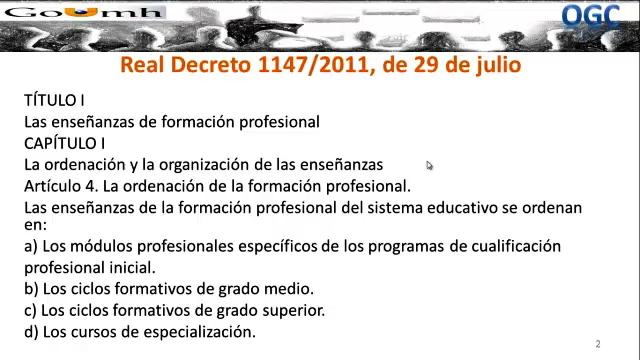 GOUmh
OGC
Real Decreto 1147/2011, de 29 de julio
TÍTULO I
Las enseñanzas de formación profesional
CAPÍTULO I
La ordenación y la organización de las enseñanzas
Artículo 4. La ordenación de la formación profesional.
Las enseñanzas de la formación profesional del sistema educativo se ordenan
en:
a) Los módulos profesionales específicos de los programas de cualificación
profesional inicial.
b) Los ciclos formativos de grado medio.
c) Los ciclos formativos de grado superior.
d) Los cursos de especialización.
2